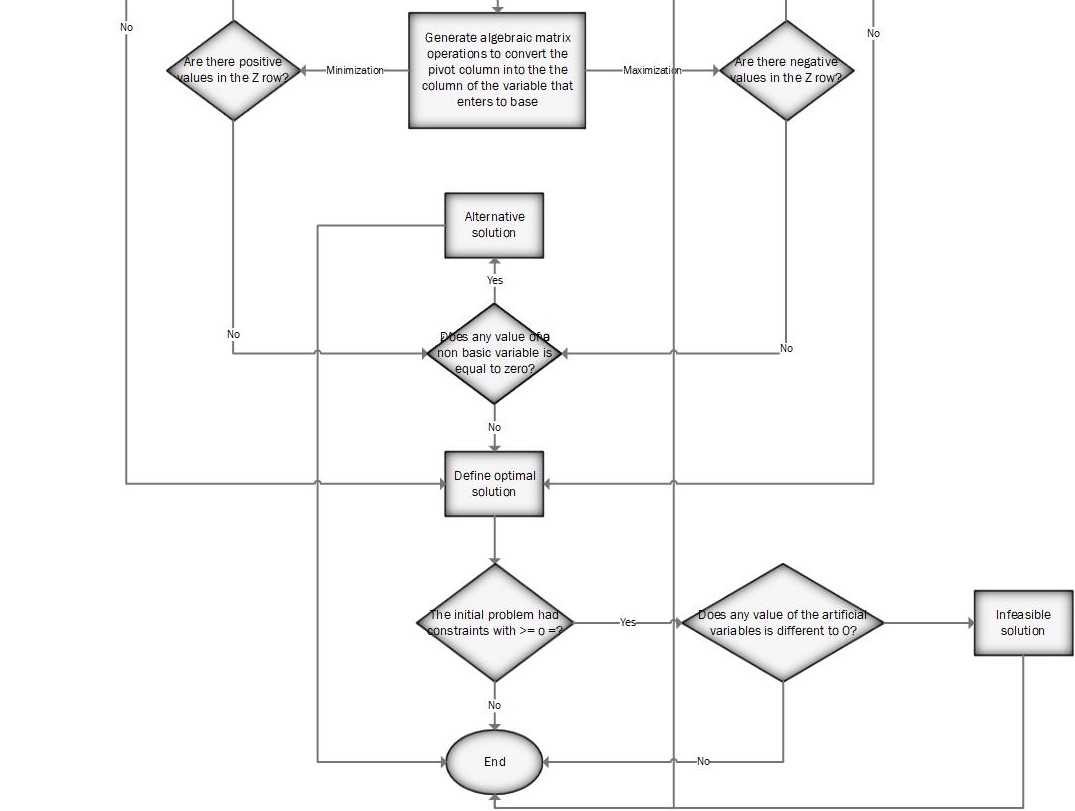 No
No
Are there positive
values in the Z row?
Minimization
Generate algebraic matrix
operations to convert the
pivot column into the the
column of the variable that
enters to base
Maximization
Are there negative
values in the Z row?
Alternative
solution
Yes
No
Does any value of a
non basic variable is
equal to zero?
No
No
Define optimal
solution
The initial problem had
constraints with >= o =?
Yes
Does any value of the artificial
variables is different to 0?
Infeasible
solution
No
End
No